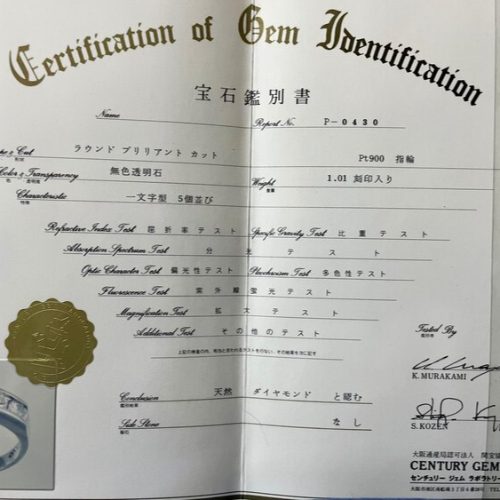 Certification of Gem Identification
宝石鑑別書
Name
Report No. P-0430
pe & Cut ラウンド ブリリアント カット Pt900 指輪
Color & Transparency 無色透明石 Weight 1.01 刻印入り
Characteristic 一文字型 5個並び
Refractive Index Test 屈折率テスト Specific Gravity Test 比重テスト
Absorption Spectrum Test 分光テスト
Optic Character Test 偏光性テスト Pleochroism Test 多色性テスト
Fluorescence Test 紫外線蛍光テスト
Magnification Test 拡大テスト
Additional Test その他のテスト
Tested By
K. MURAKAMI
Conclusion 天然 ダイヤモンド と認む
S. KOZEN
Side Stone なし
CENTURY GEM
センチュリー ジェム ラボラトリー